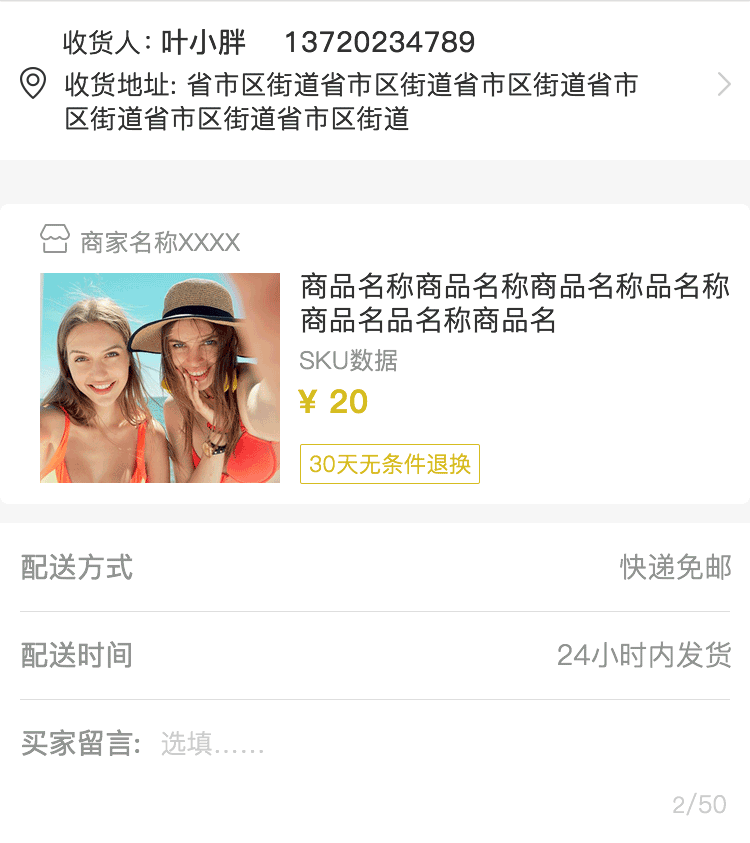 收货人：叶小胖 13720234789
收货地址: 省市区街道省市区街道省市区街道省市
区街道省市区街道省市区街道
商家名称XXXX
商品名称商品名称商品名称品名称
商品名品名称商品名
SKU数据
¥ 20
30天无条件退换
配送方式 快递免邮
配送时间 24小时内发货
买家留言: 选填……
2/50